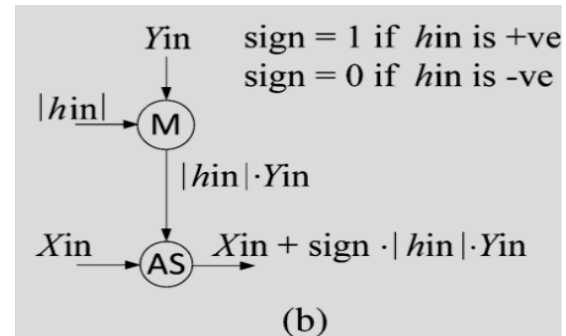 Yin
sign = 1 if hin is +ve
sign = 0 if hin is -ve
|hin|
M
|hin|·Yin
Xin
AS
Xin + sign ·| hin|·Yin
(b)